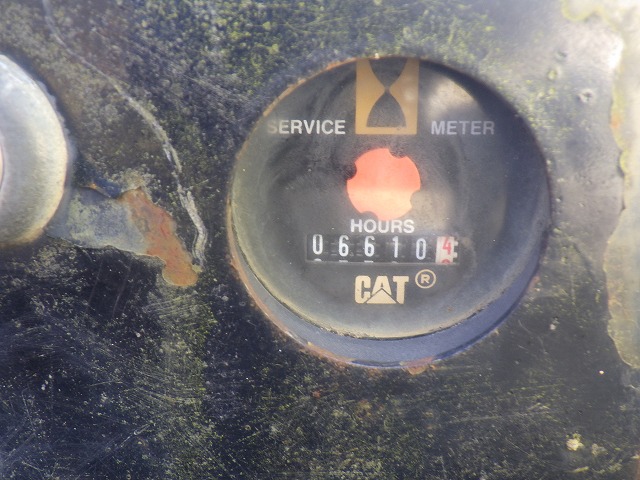 SERVICE METER
HOURS
066104
CAT®